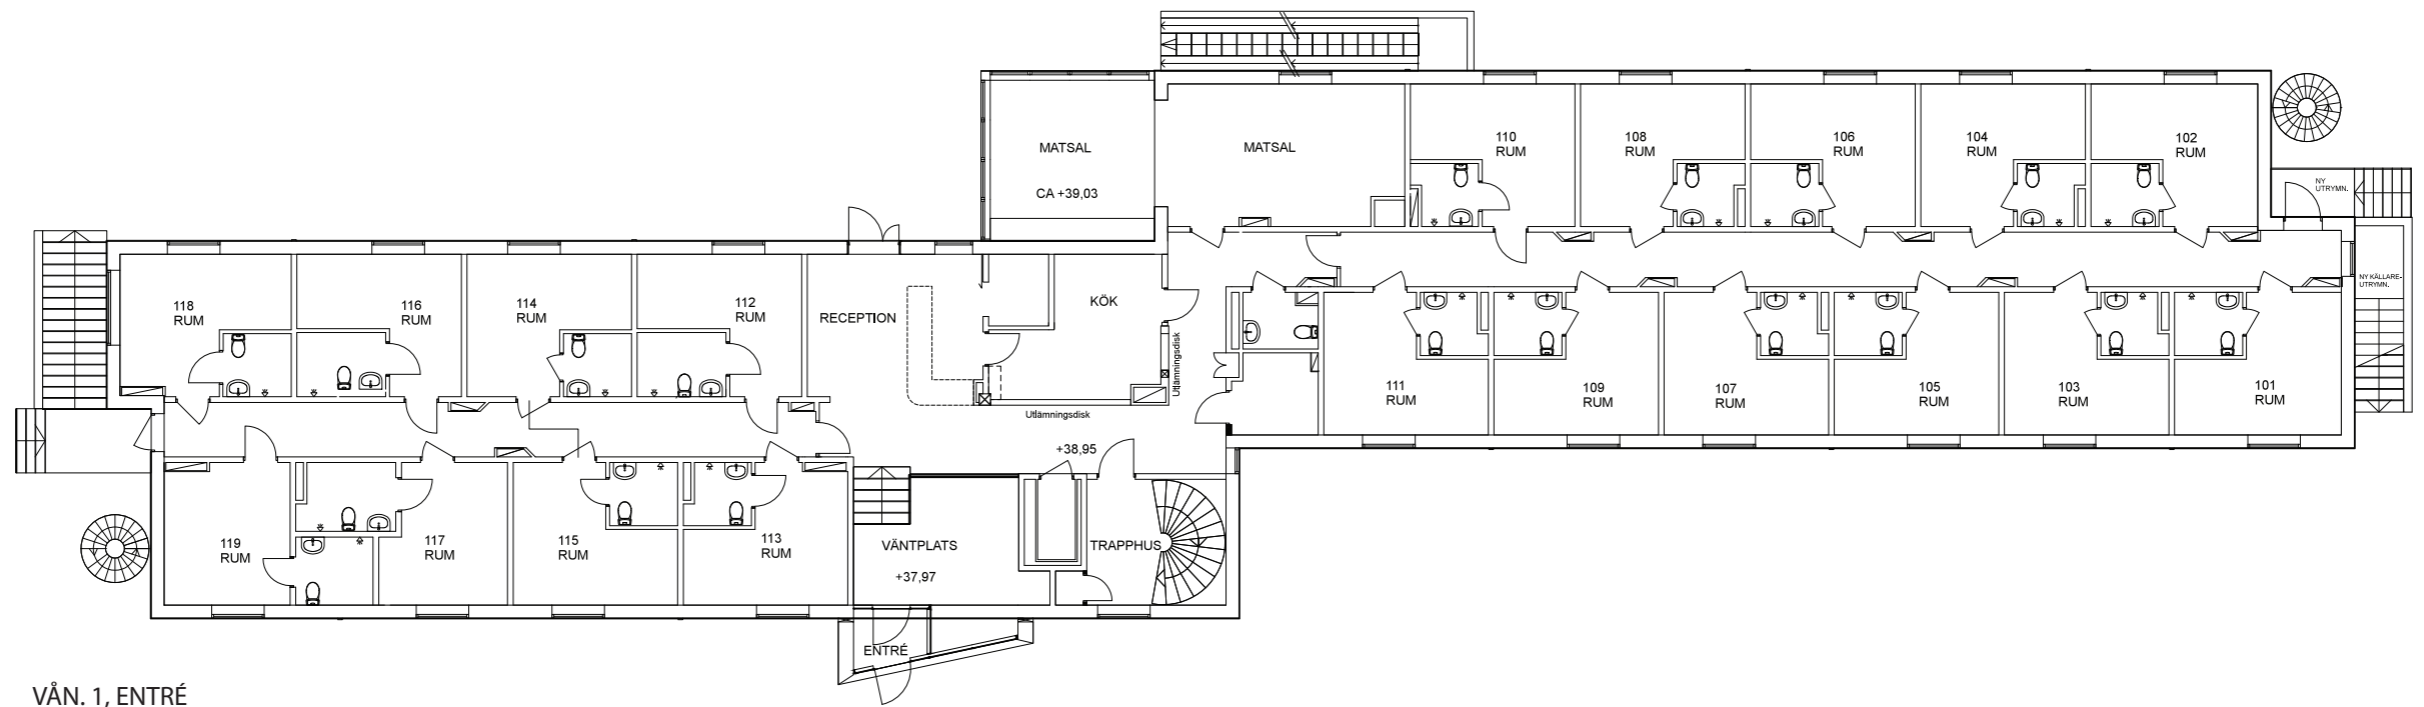 MATSAL
CA +39,03
MATSAL
110
RUM
108
RUM
106
RUM
104
RUM
102
RUM
NY
UTRYMN.
118
RUM
116
RUM
114
RUM
112
RUM
RECEPTION
KÖK
Utlämningsdisk
Utlämningsdisk
+38,95
111
RUM
109
RUM
107
RUM
105
RUM
103
RUM
101
RUM
NY KÄLLARE-
UTRYMN.
119
RUM
117
RUM
115
RUM
113
RUM
VÄNTPLATS
+37,97
TRAPPHUS
ENTRÉ
VÅN. 1, ENTRÉ